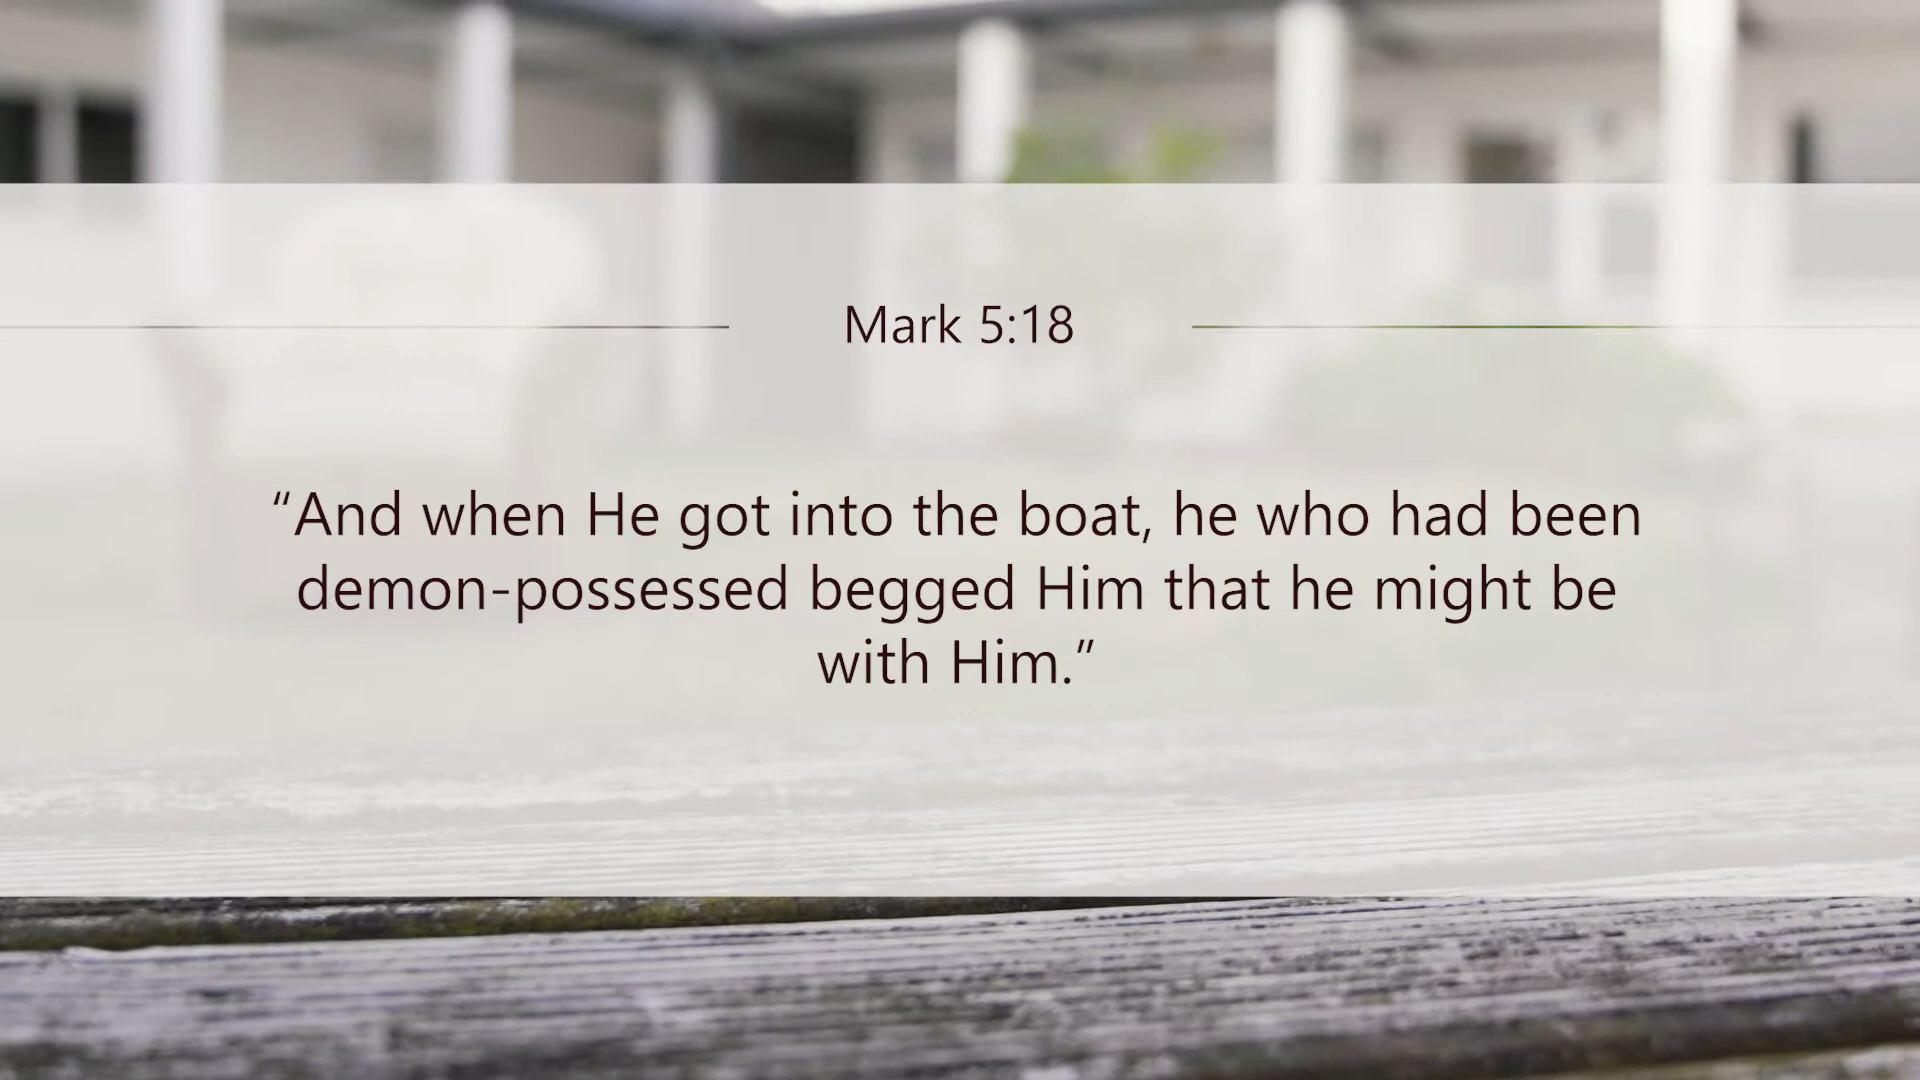 Mark 5:18
“And when He got into the boat, he who had been
demon-possessed begged Him that he might be
with Him.”